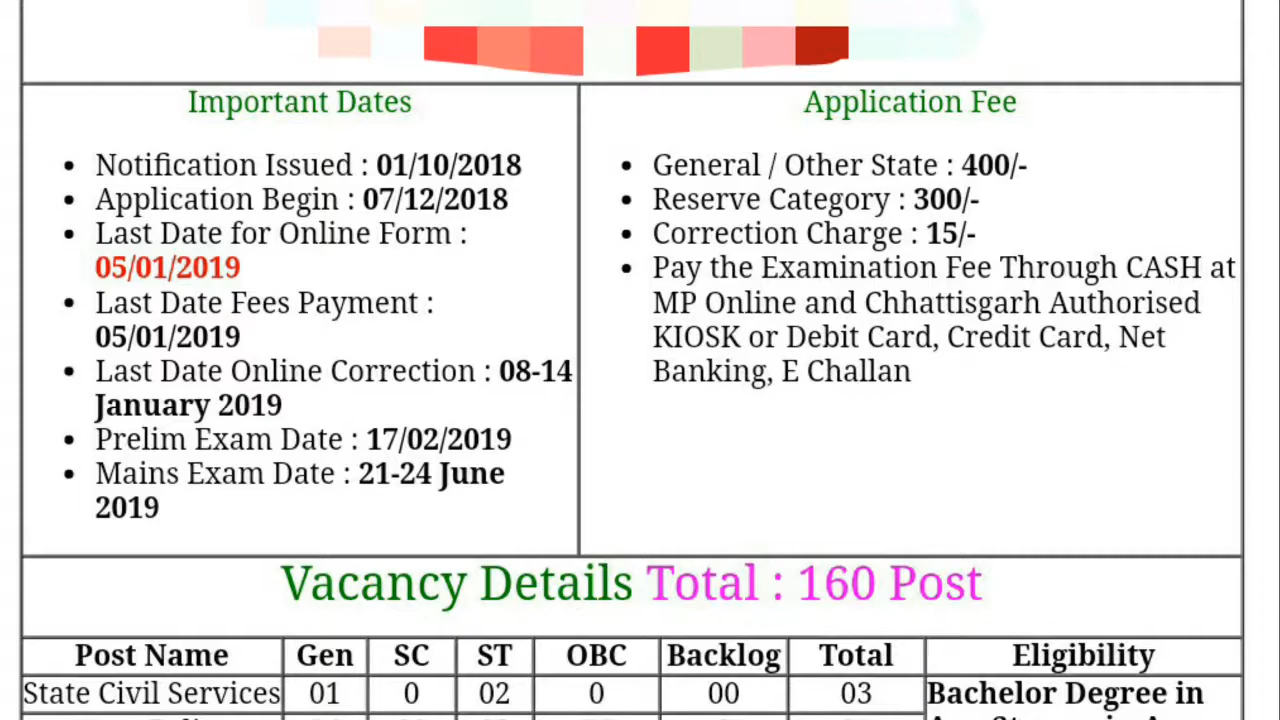 Important Dates
Notification Issued : 01/10/2018
Application Begin : 07/12/2018
Last Date for Online Form :
05/01/2019
Last Date Fees Payment :
05/01/2019
Last Date Online Correction : 08-14
January 2019
Prelim Exam Date : 17/02/2019
Mains Exam Date : 21-24 June
2019
Application Fee
General / Other State : 400/-
Reserve Category : 300/-
Correction Charge : 15/-
Pay the Examination Fee Through CASH at
MP Online and Chhattisgarh Authorised
KIOSK or Debit Card, Credit Card, Net
Banking, E Challan
Vacancy Details Total : 160 Post
Post Name Gen SC ST OBC Backlog Total Eligibility
State Civil Services 01 0 02 0 00 03 Bachelor Degree in